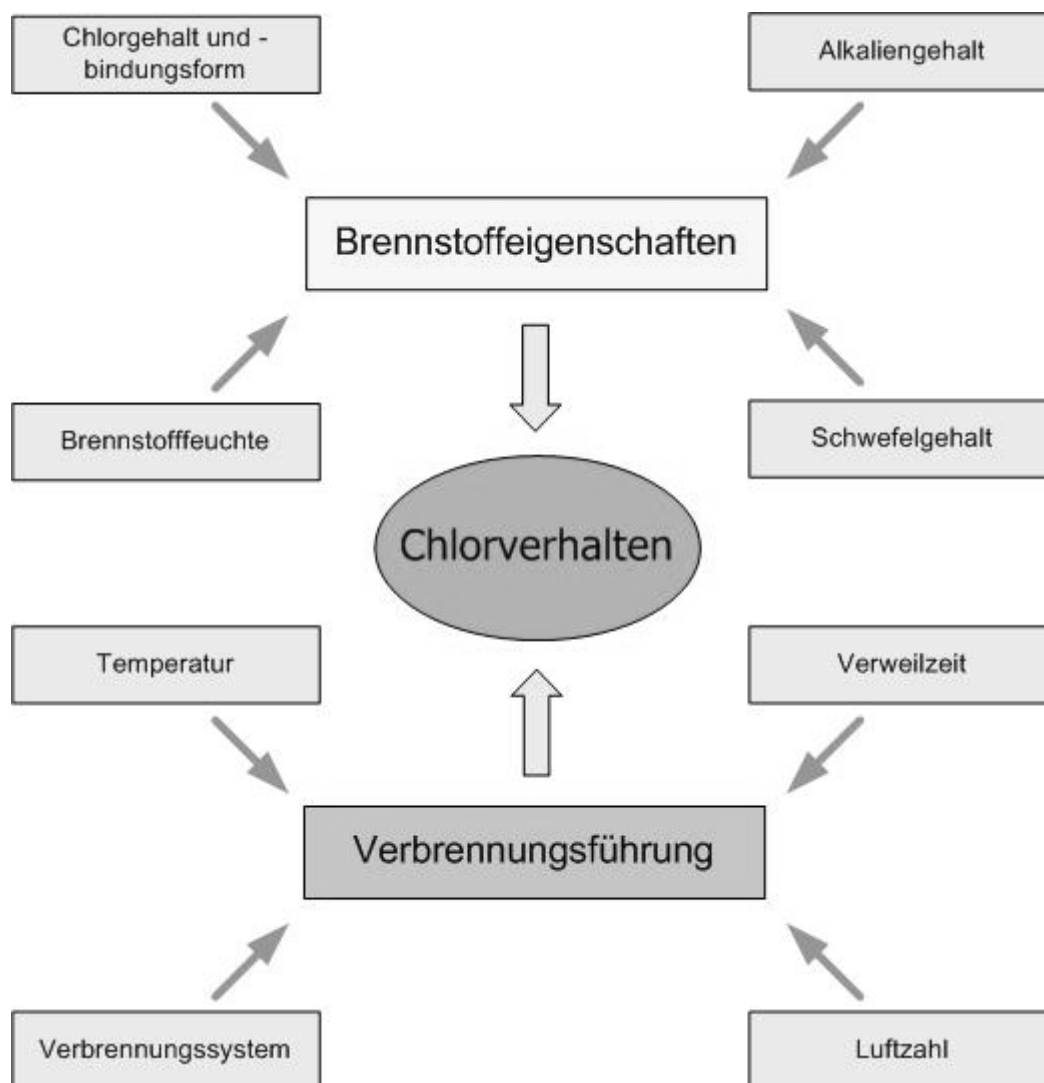 Chlorgehalt und -
bindungsform
Alkaliengehalt
Brennstoffeigenschaften
Brennstofffeuchte
Schwefelgehalt
Chlorverhalten
Temperatur
Verweilzeit
Verbrennungsführung
Verbrennungssystem
Luftzahl